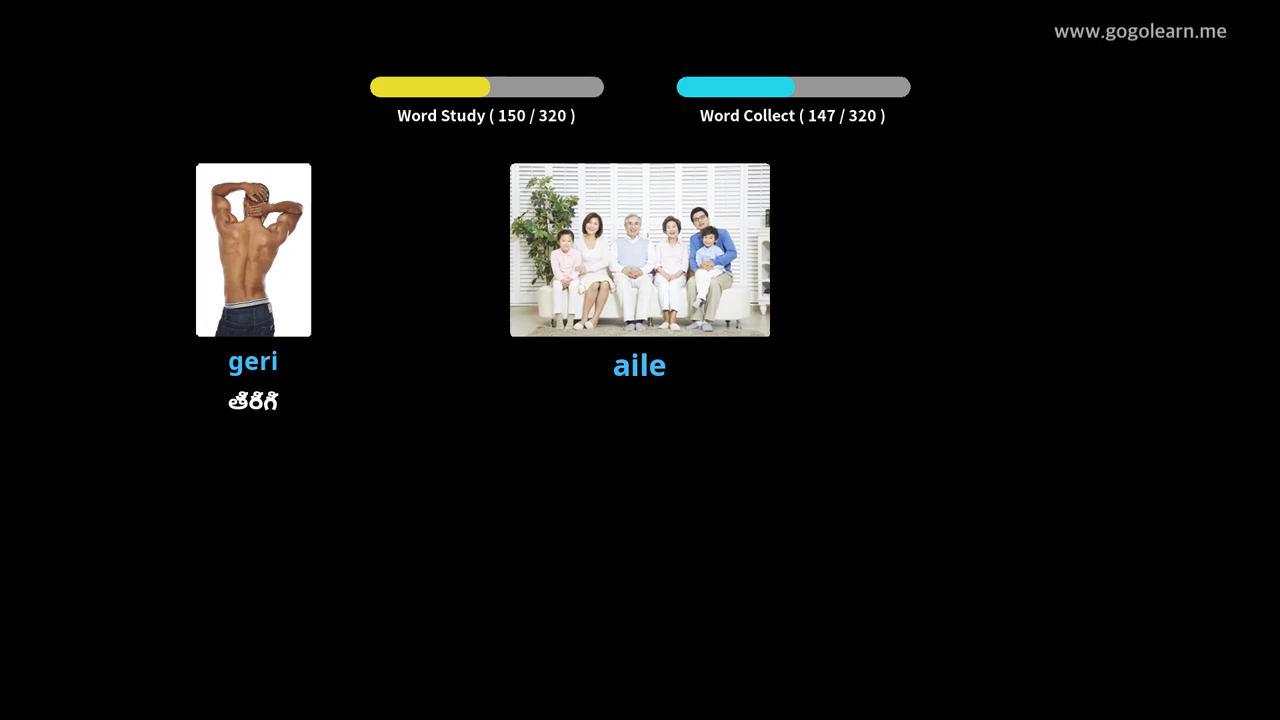 www.gogolearn.me
Word Study ( 150 / 320 )
Word Collect ( 147 / 320 )
geri
aile
తిరిగి